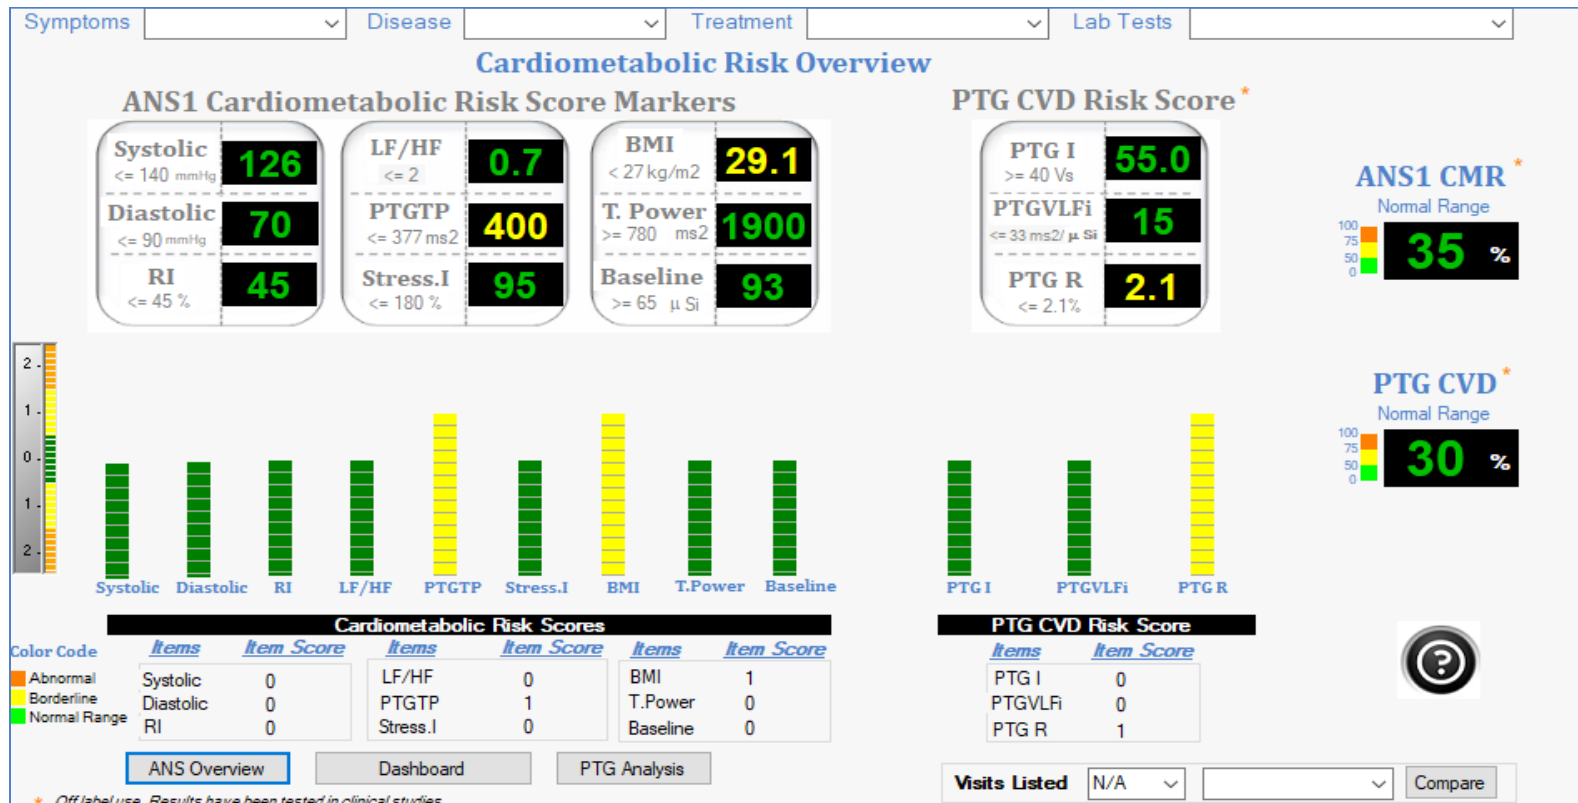 Symptoms Disease Treatment Lab Tests
Cardiometabolic Risk Overview
ANS1 Cardiometabolic Risk Score Markers
Systolic
<= 140 mmHg
126
Diastolic
<= 90 mmHg
70
RI
<= 45 %
45
LF/HF
<= 2
0.7
PTGTP
<= 377 ms2
400
Stress.I
<= 180 %
95
BMI
< 27 kg/m2
29.1
T. Power
>= 780 ms2
1900
Baseline
>= 65 µ Si
93
PTG CVD Risk Score *
PTG I
>= 40 Vs
55.0
PTGVLFi
<= 33 ms2/ µ Si
15
PTG R
<= 2.1%
2.1
ANS1 CMR *
Normal Range
100
75
50
0
35 %
PTG CVD *
Normal Range
100
75
50
0
30 %
2
1
0
1
2
Systolic Diastolic RI LF/HF PTGTP Stress.I BMI T.Power Baseline PTG I PTGVLFi PTG R
Cardiometabolic Risk Scores
Items Item Score Items Item Score Items Item Score
Systolic 0 LF/HF 0 BMI 1
Diastolic 0 PTGTP 1 T.Power 0
RI 0 Stress.I 0 Baseline 0
PTG CVD Risk Score
Items Item Score
PTG I 0
PTGVLFi 0
PTG R 1
Color Code
Abnormal
Borderline
Normal Range
?
ANS Overview Dashboard PTG Analysis
Visits Listed N/A Compare
* Off label use. Results have been tested in clinical studies